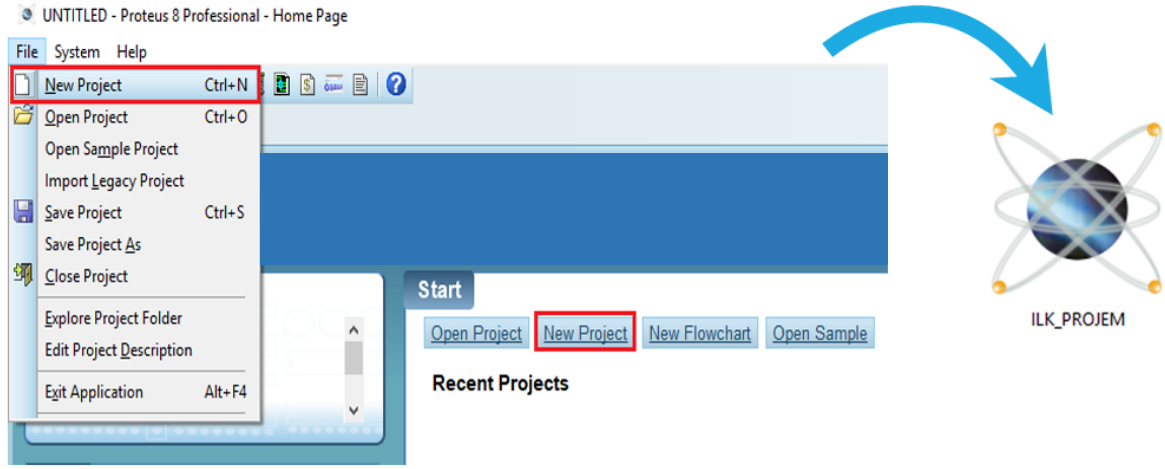 UNTITLED - Proteus 8 Professional - Home Page
File System Help
New Project Ctrl+N
Open Project Ctrl+O
Open Sample Project
Import Legacy Project
Save Project Ctrl+S
Save Project As
Close Project
Explore Project Folder
Edit Project Description
Exit Application Alt+F4
Start
Open Project New Project New Flowchart Open Sample
Recent Projects
ILK_PROJEM